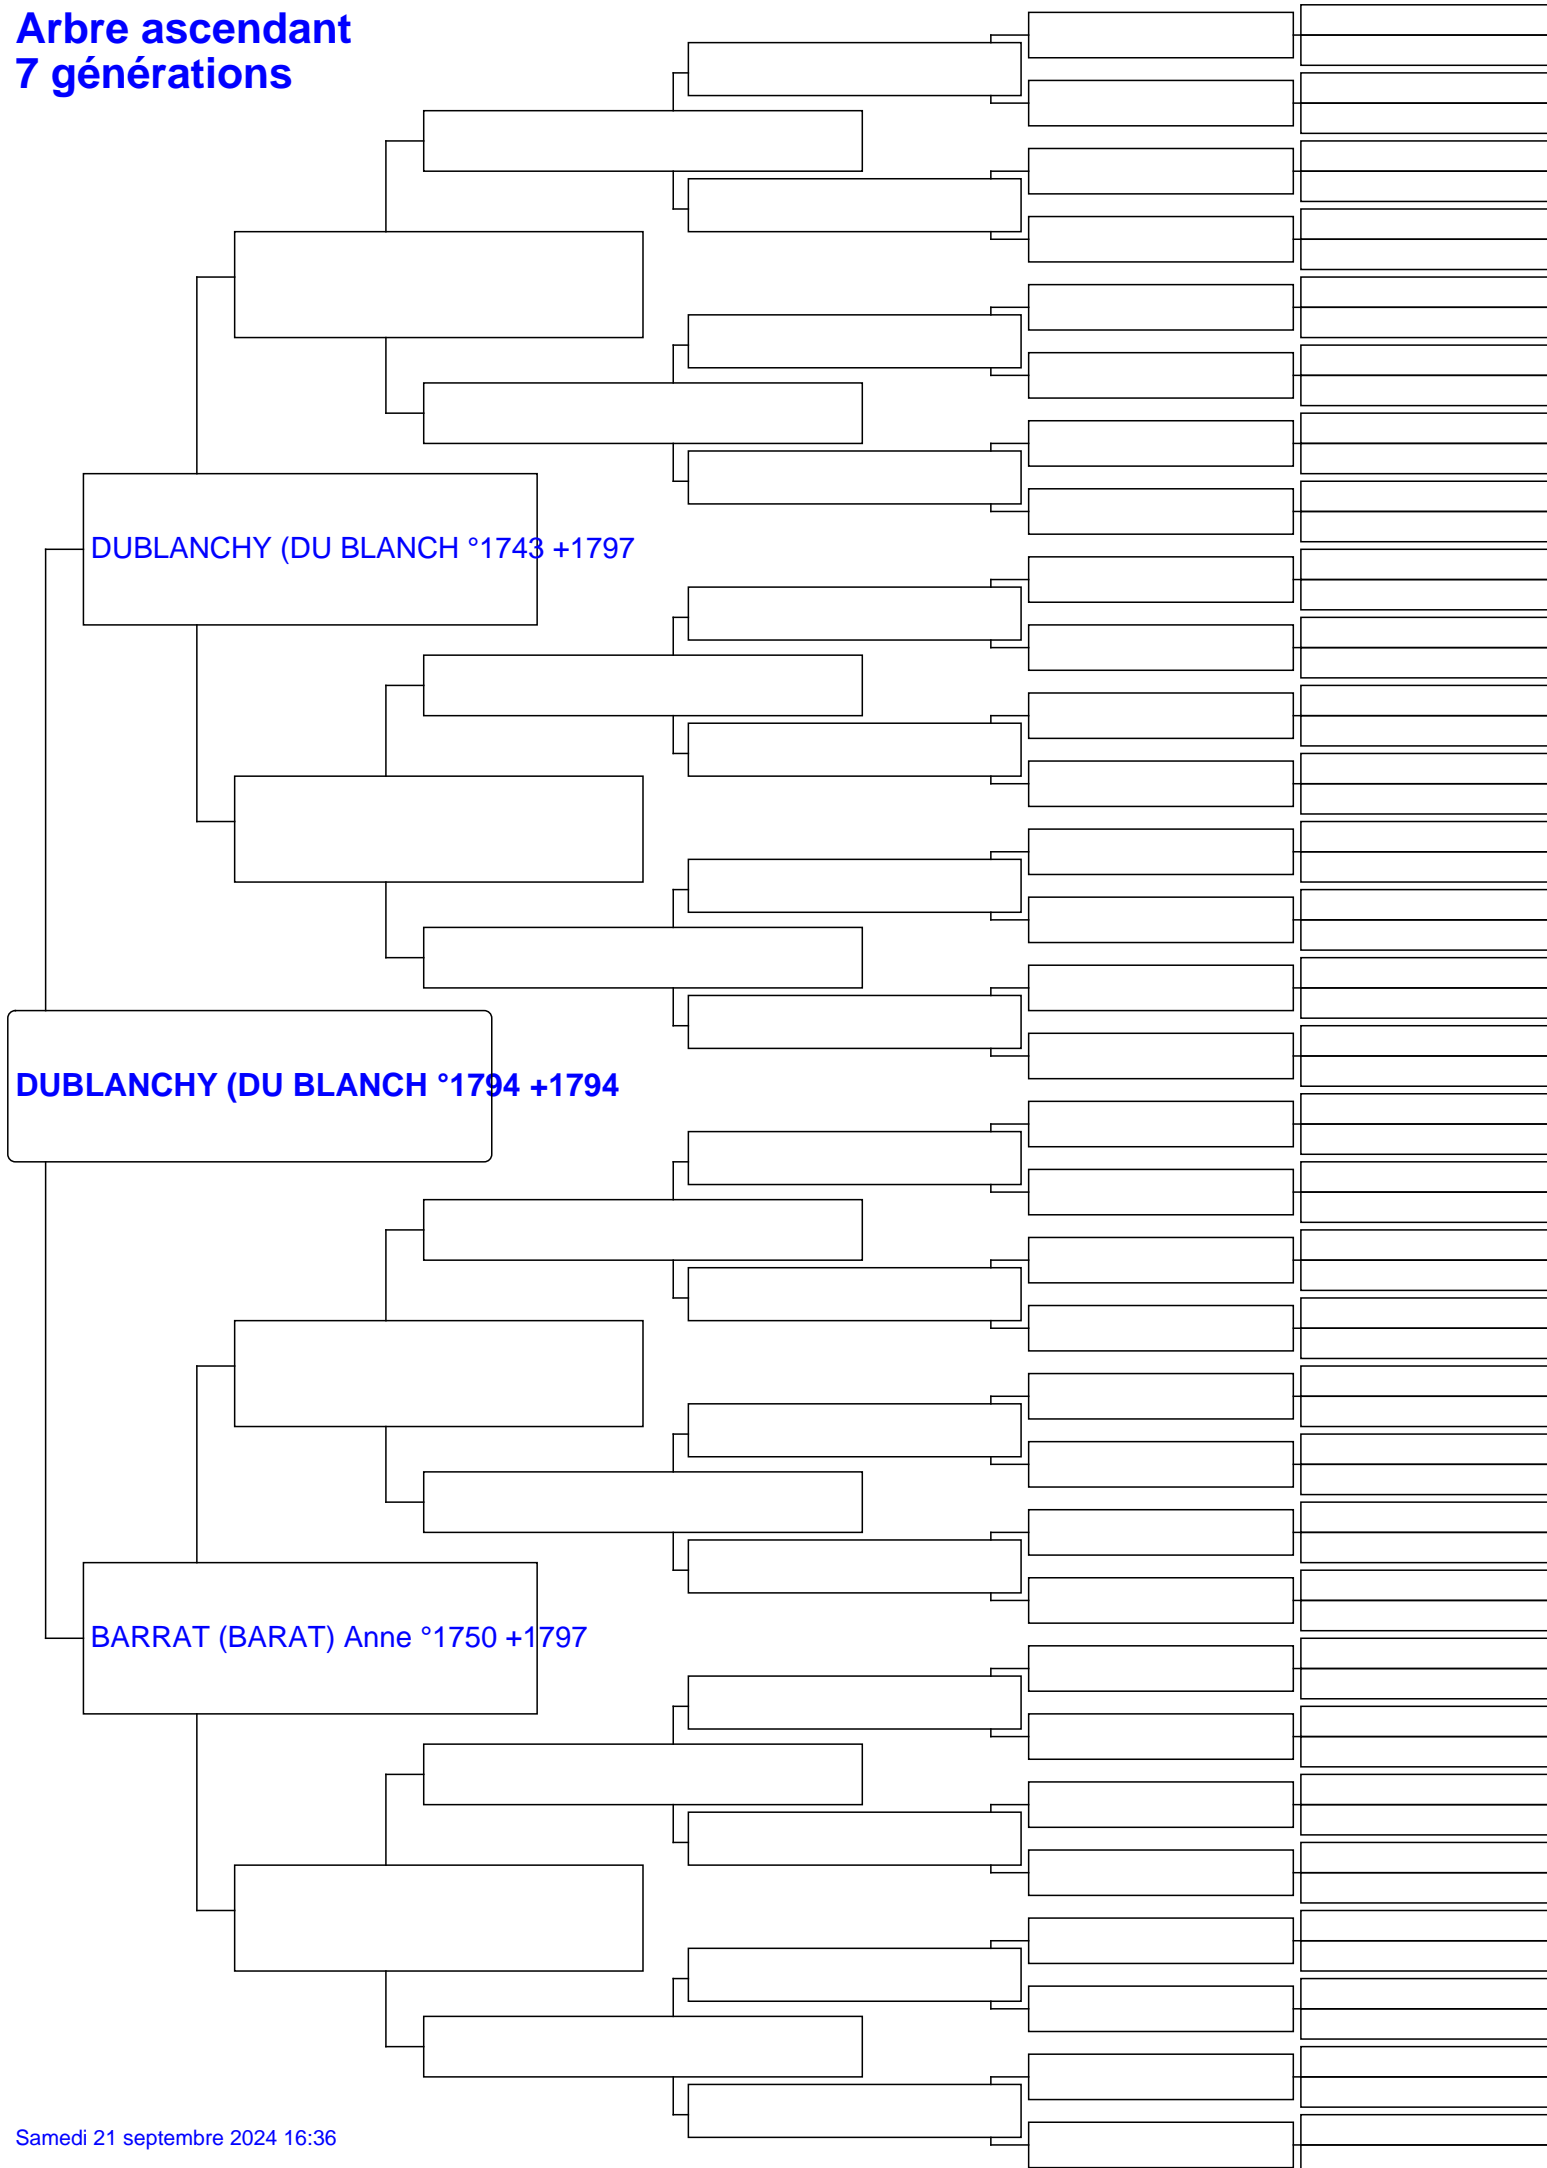 Arbre ascendant
7 générations
DUBLANCHY (DU BLANCH °1743 +1797
DUBLANCHY (DU BLANCH °1794 +1794
BARRAT (BARAT) Anne °1750 +1797
Samedi 21 septembre 2024 16:36